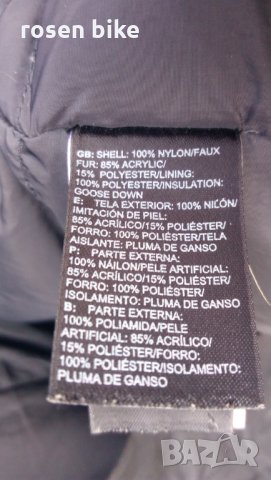 rosen bike
GB: SHELL: 100% NYLON/FAUX
FUR: 85% ACRYLIC/
15% POLYESTER/LINING:
100% POLYESTER/INSULATION:
GOOSE DOWN
E: TELA EXTERIOR: 100% NILÓN/
IMITACIÓN DE PIEL:
85% ACRÍLICO/15% POLIÉSTER/
FORRO: 100% POLIÉSTER/TELA
AISLANTE: PLUMA DE GANSO
P: PARTE EXTERNA:
100% NÁILON/PELE ARTIFICIAL:
85% ACRÍLICO/15% POLIÉSTER/
FORRO: 100% POLIÉSTER/
ISOLAMENTO: PLUMA DE GANSO
B: PARTE EXTERNA:
100% POLIAMIDA/PELE
ARTIFICIAL: 85% ACRÍLICO/
15% POLIÉSTER/FORRO:
100% POLIÉSTER/ISOLAMENTO:
PLUMA DE GANSO
BAZAR